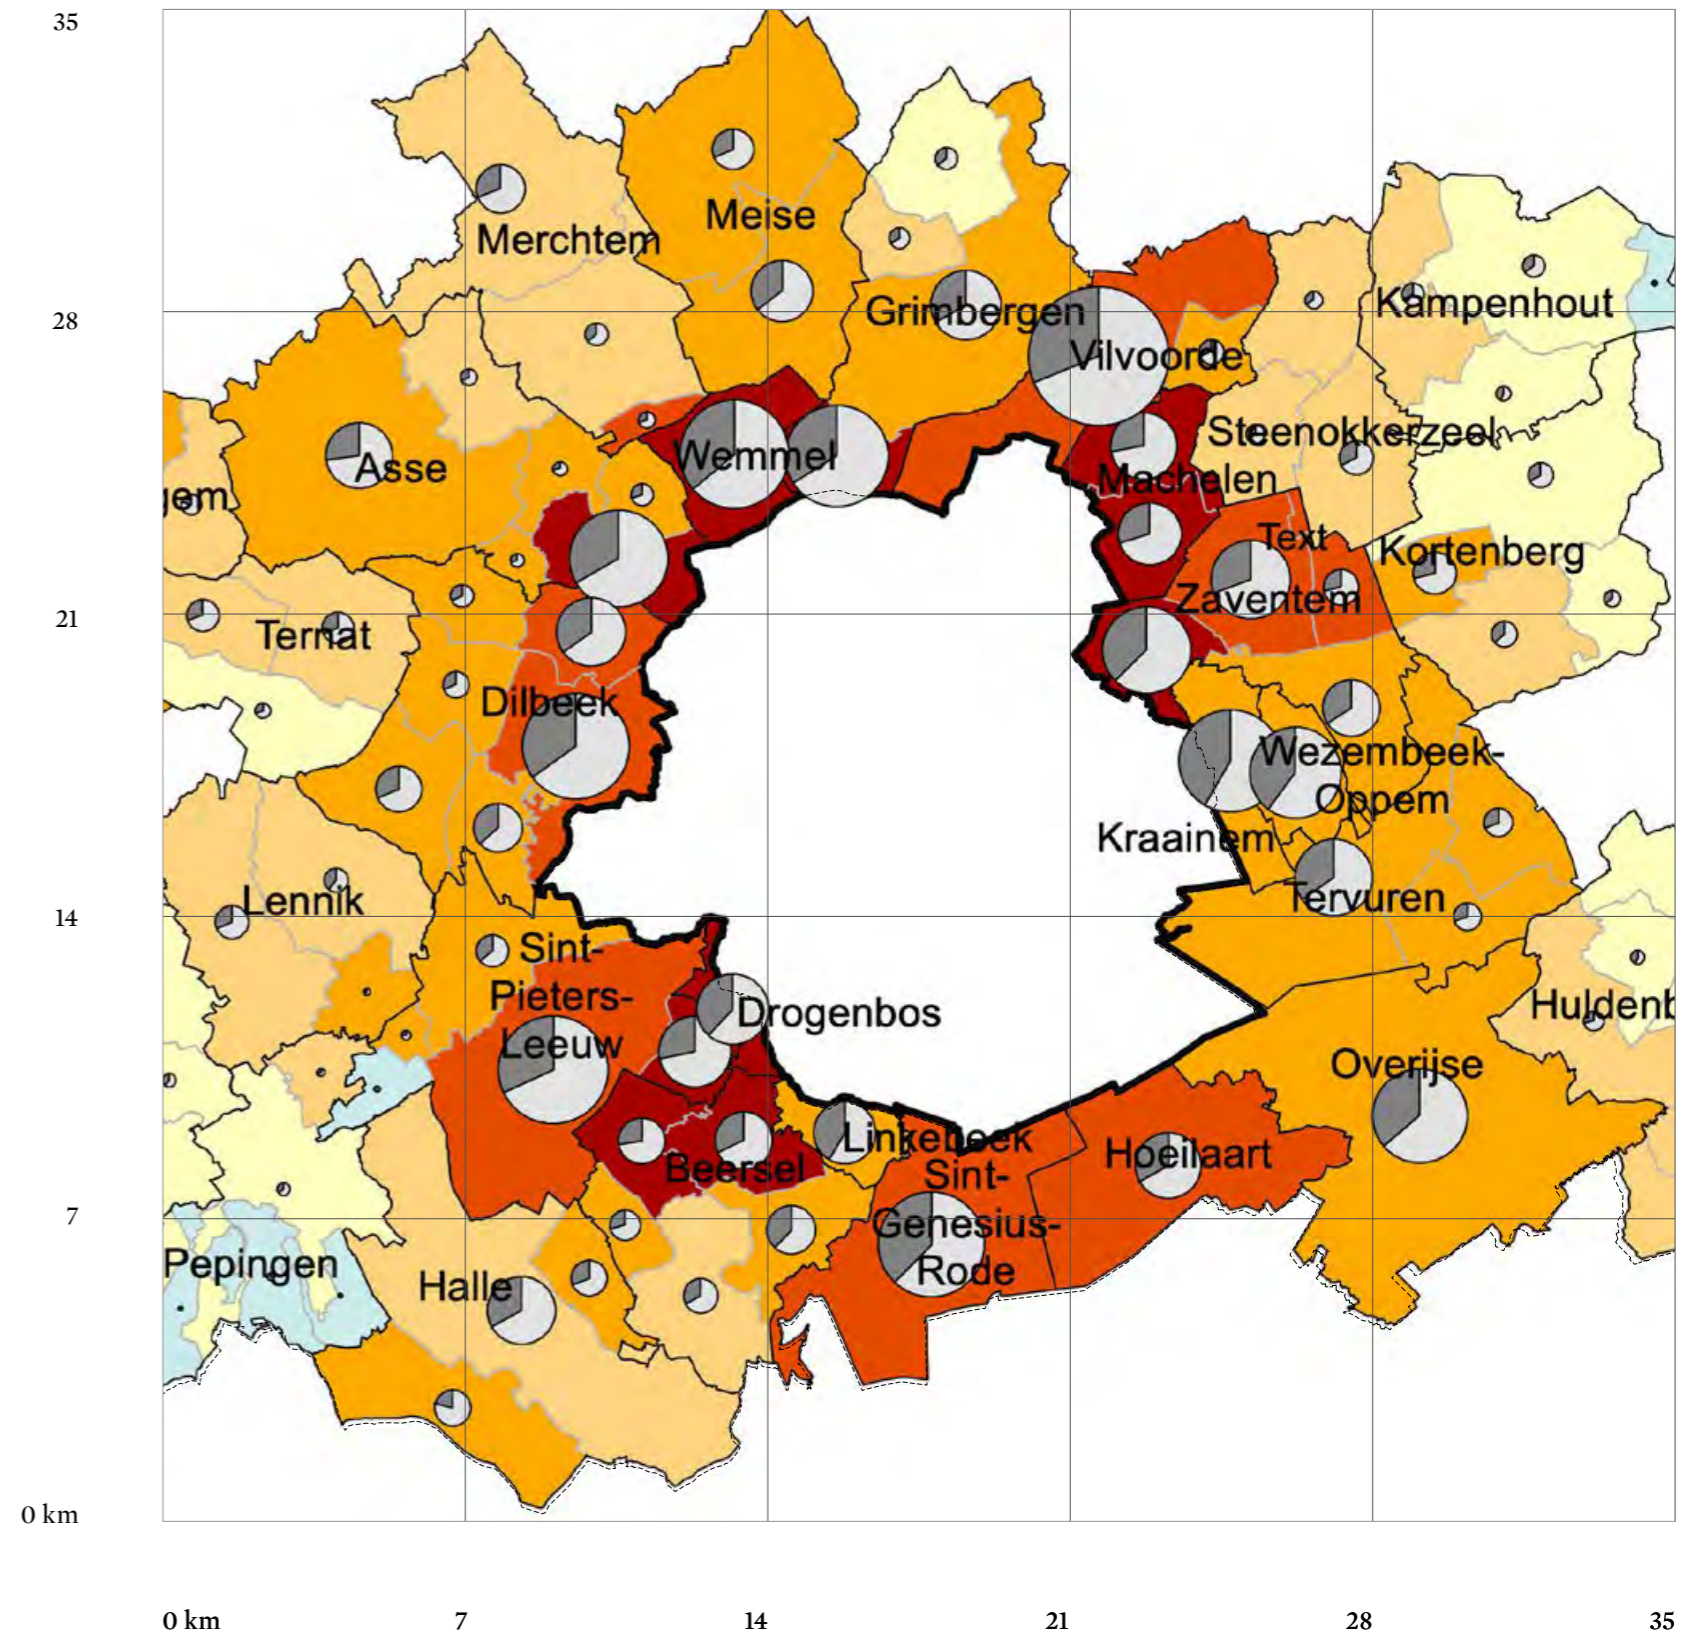 35
Meise
Merchtem
Kampenhout
Grimbergen
28
Vilvoorde
Steenokkerzeel
Wemmel
Asse
Machelen
gem
Text
Kortenberg
Zaventem
21
Ternat
Dilbeek
Wezembeek-
Oppem
Kraainem
Tervuren
Lennik
14
Sint-
Pieters-
Leeuw
Drogenbos
Huldenb
Overijse
Linkebeek
Hoeilaart
Beersel
Sint-
Genesius-
Rode
7
Pepingen
Halle
0 km
0 km 7 14 21 28 35